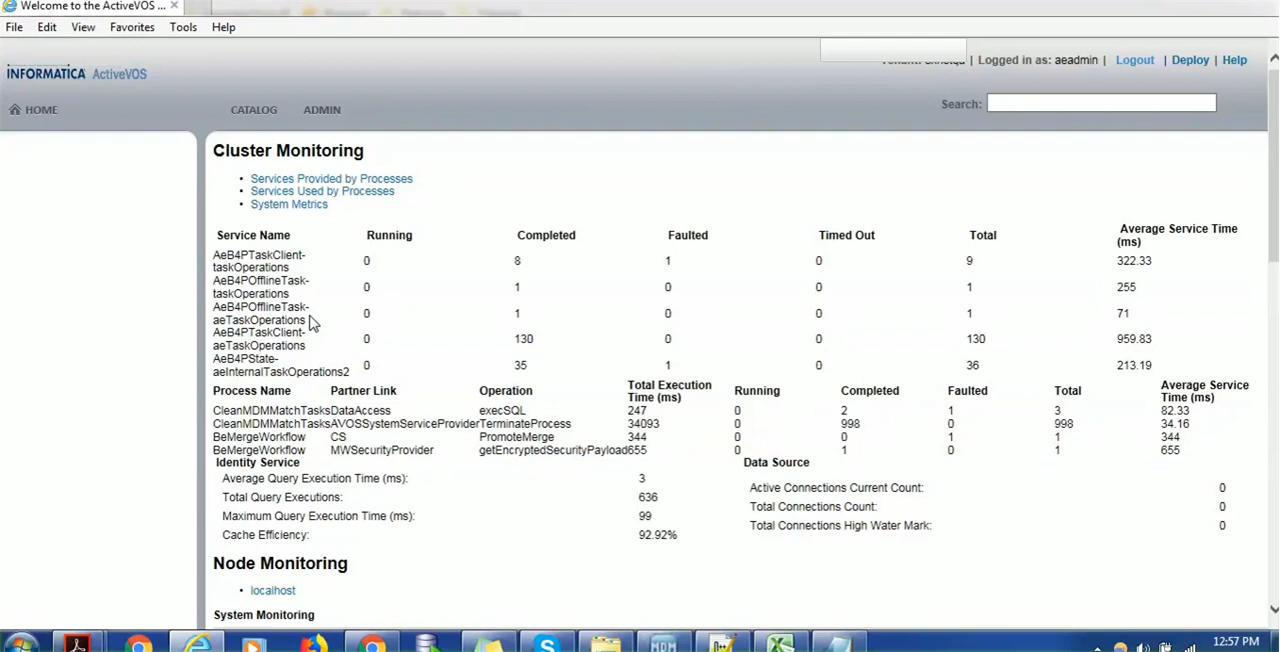 Welcome to the ActiveVOS ...
File Edit View Favorites Tools Help
Logged in as: aeadmin | Logout | Deploy | Help
INFORMATICA ActiveVOS
HOME CATALOG ADMIN Search:
Cluster Monitoring
• Services Provided by Processes
• Services Used by Processes
• System Metrics
Service Name Running Completed Faulted Timed Out Total Average Service Time (ms)
AeB4PTaskClient-taskOperations 0 8 1 0 9 322.33
AeB4POfflineTask-taskOperations 0 1 0 0 1 255
AeB4POfflineTask-aeTaskOperations 0 1 0 0 1 71
AeB4PTaskClient-aeTaskOperations 0 130 0 0 130 959.83
AeB4PState-aeInternalTaskOperations2 0 35 1 0 36 213.19
Process Name Partner Link Operation Total Execution Time (ms) Running Completed Faulted Total Average Service Time (ms)
CleanMDMMatchTasksDataAccess execSQL 247 0 2 1 3 82.33
CleanMDMMatchTasksAVOSSystemServiceProviderTerminateProcess 34093 0 998 0 998 34.16
BeMergeWorkflow CS PromoteMerge 344 0 0 1 1 344
BeMergeWorkflow MWSecurityProvider getEncryptedSecurityPayload655 0 1 0 1 655
Identity Service Data Source
Average Query Execution Time (ms): 3 Active Connections Current Count: 0
Total Query Executions: 636 Total Connections Count: 0
Maximum Query Execution Time (ms): 99 Total Connections High Water Mark: 0
Cache Efficiency: 92.92%
Node Monitoring
• localhost
System Monitoring
MDM
12:57 PM